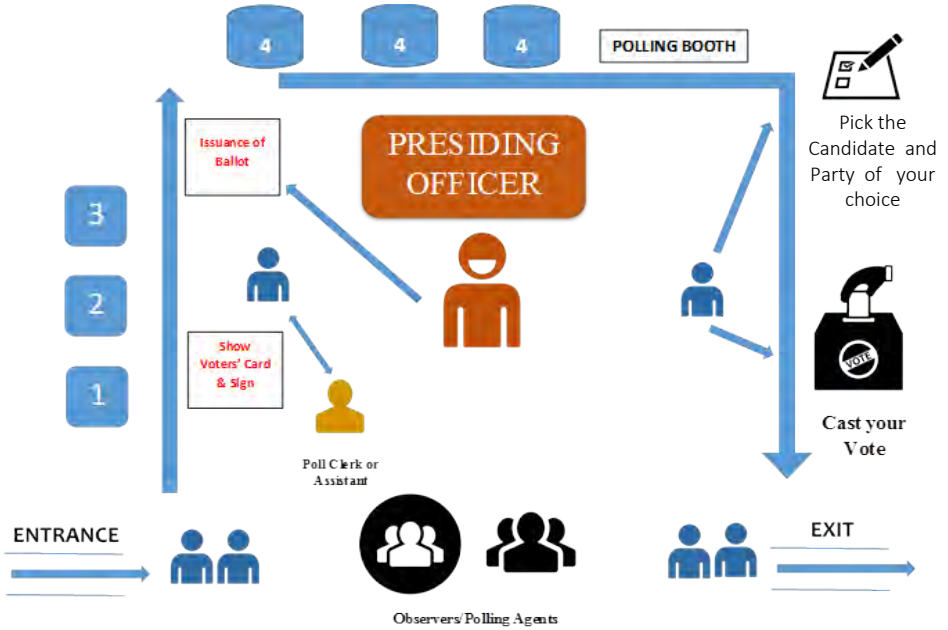 4
4
4
POLLING BOOTH
Issuance of
Ballot
PRESIDING
OFFICER
Pick the
Candidate and
Party of your
choice
3
2
1
Show
Voters' Card
& Sign
VOTE
Cast your
Vote
Poll Clerk or
Assistant
ENTRANCE
EXIT
Observers/Polling Agents